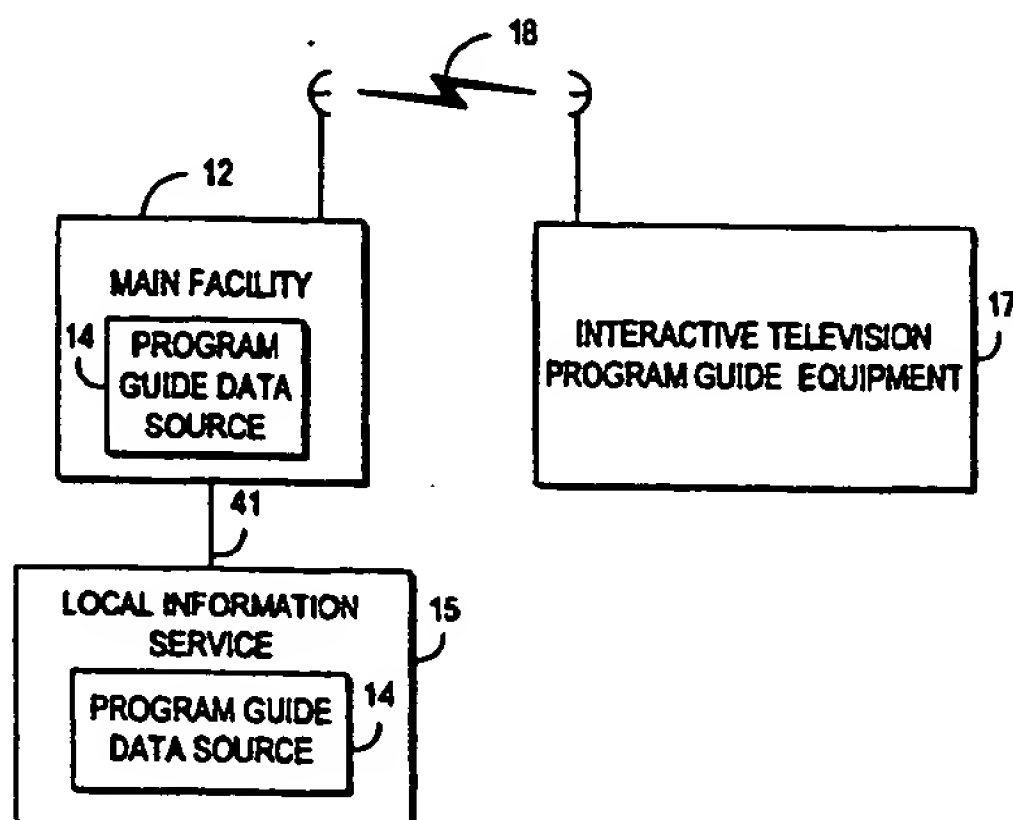 18
12
MAIN FACILITY
14
PROGRAM
GUIDE DATA
SOURCE
INTERACTIVE TELEVISION
PROGRAM GUIDE EQUIPMENT
17
41
LOCAL INFORMATION
SERVICE
15
PROGRAM GUIDE
DATA SOURCE
14